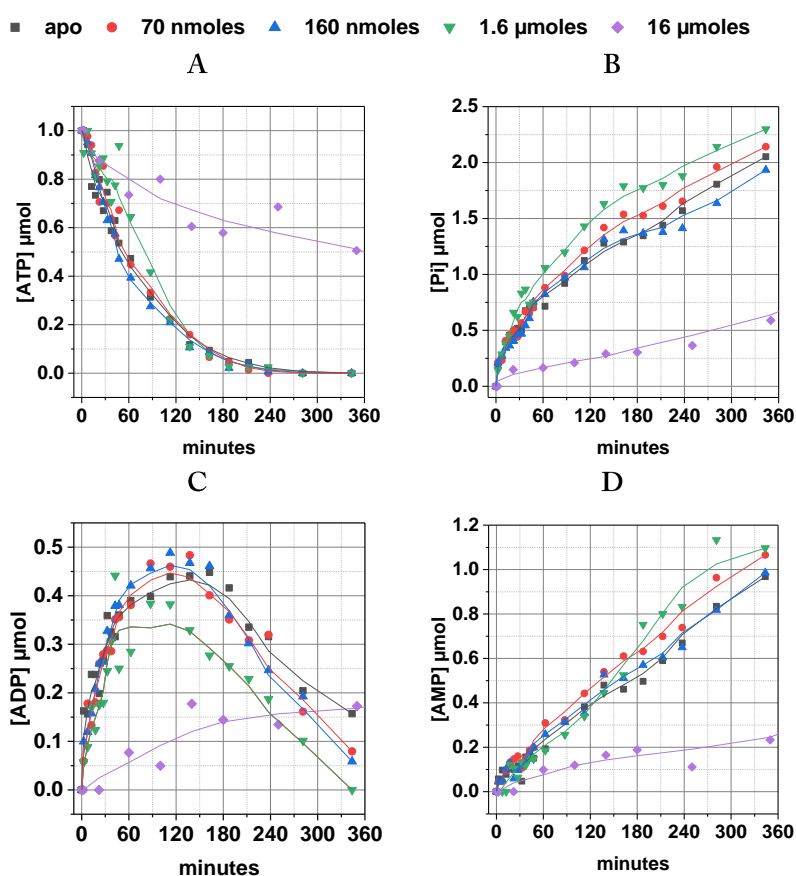 apo 70 nmoles 160 nmoles 1.6 µmoles 16 µmoles
A B
[ATP] µmol
1.0
0.8
0.6
0.4
0.2
0.0
0 60 120 180 240 300 360
minutes
[Pi] µmol
2.5
2.0
1.5
1.0
0.5
0.0
0 60 120 180 240 300 360
minutes
C D
[ADP] µmol
0.5
0.4
0.3
0.2
0.1
0.0
0 60 120 180 240 300 360
minutes
[AMP] µmol
1.2
1.0
0.8
0.6
0.4
0.2
0.0
0 60 120 180 240 300 360
minutes